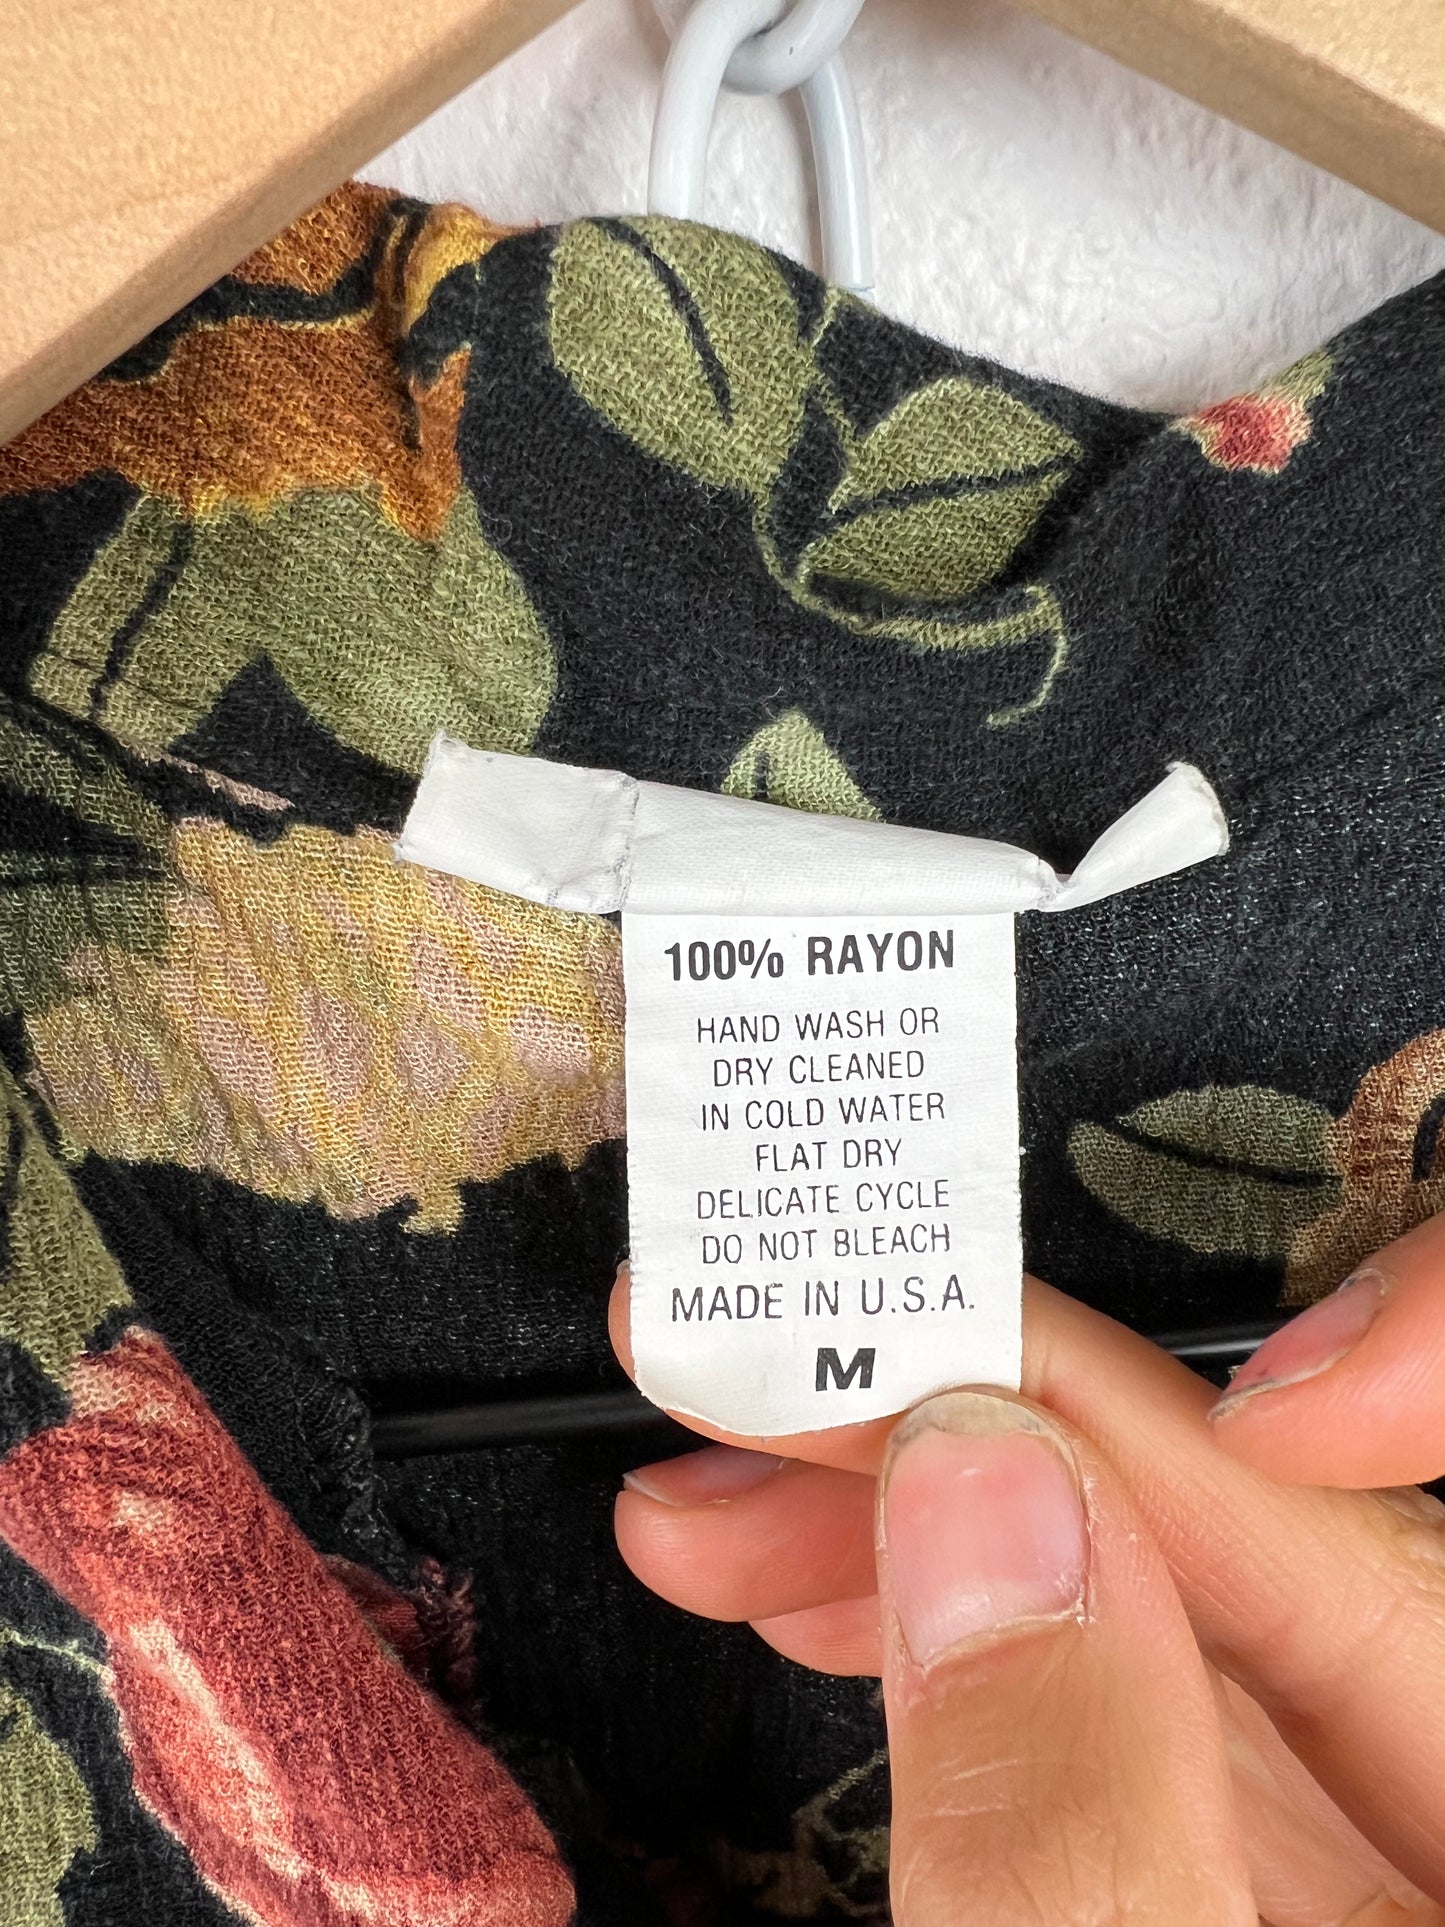 100% RAYON
HAND WASH OR
DRY CLEANED
IN COLD WATER
FLAT DRY
DELICATE CYCLE
DO NOT BLEACH
MADE IN U.S.A.
M